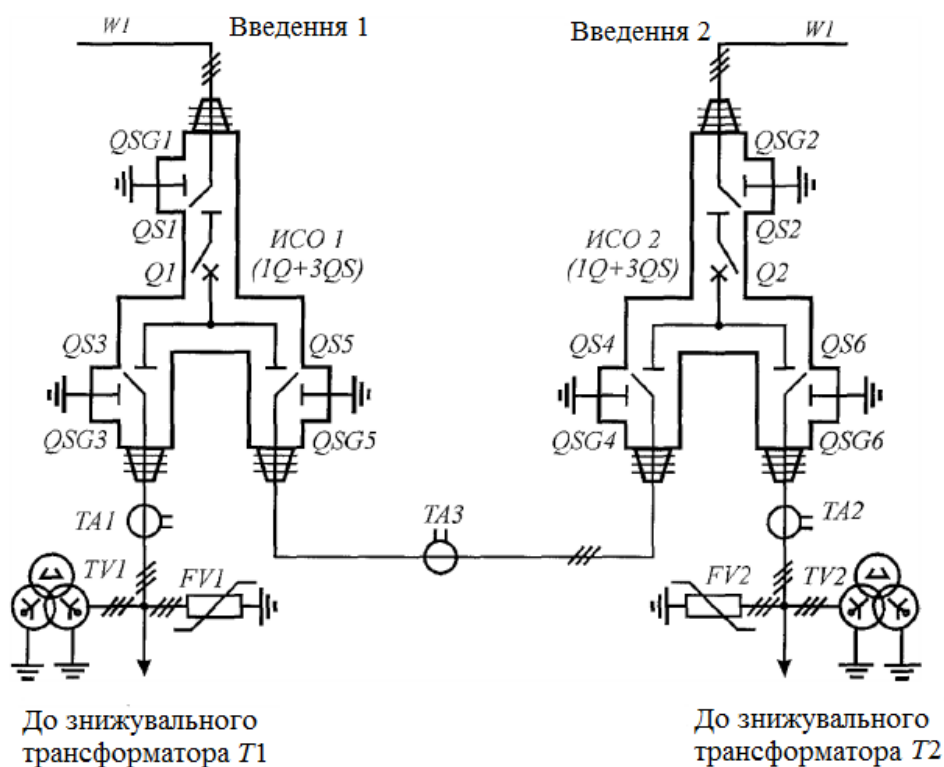 W1
Введення 1
Введення 2
W1
QSG1
QSG2
QS1
QS2
Q1
ИСО 1
(1Q+3QS)
ИСО 2
(1Q+3QS)
Q2
QS3
QS5
QS4
QS6
QSG3
QSG5
QSG4
QSG6
TA1
TA3
TA2
TV1
FV1
FV2
TV2
До знижувального
трансформатора T1
До знижувального
трансформатора T2